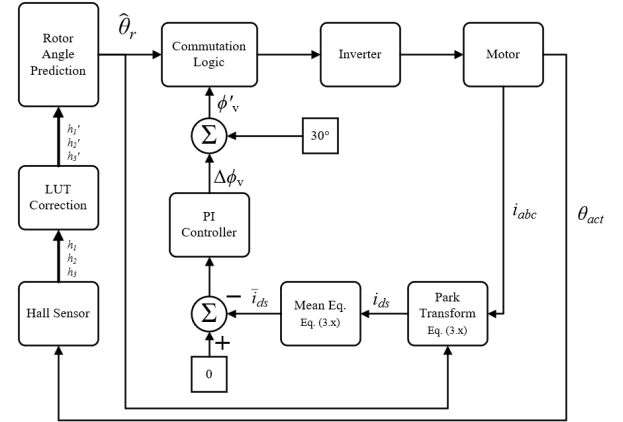 Rotor
Angle
Prediction
θ̂r
Commutation
Logic
Inverter
Motor
ϕ′v
Σ
30°
h1'
h2'
h3'
Δϕv
LUT
Correction
PI
Controller
iabc
θact
h1
h2
h3
Hall Sensor
Σ
−
īds
Mean Eq.
Eq. (3.x)
ids
Park
Transform
Eq. (3.x)
+
0